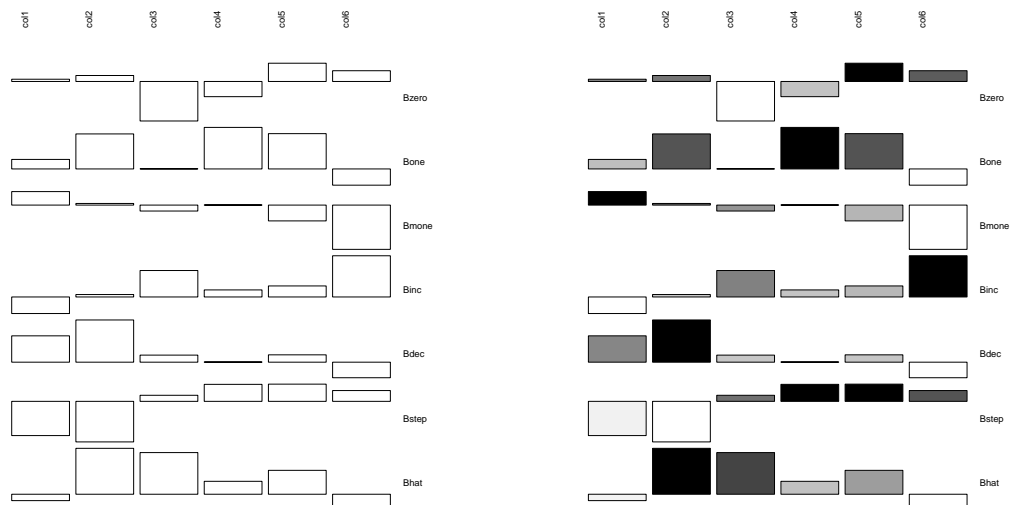 col1 col2 col3 col4 col5 col6
Bzero
Bone
Bmone
Binc
Bdec
Bstep
Bhat
col1 col2 col3 col4 col5 col6
Bzero
Bone
Bmone
Binc
Bdec
Bstep
Bhat